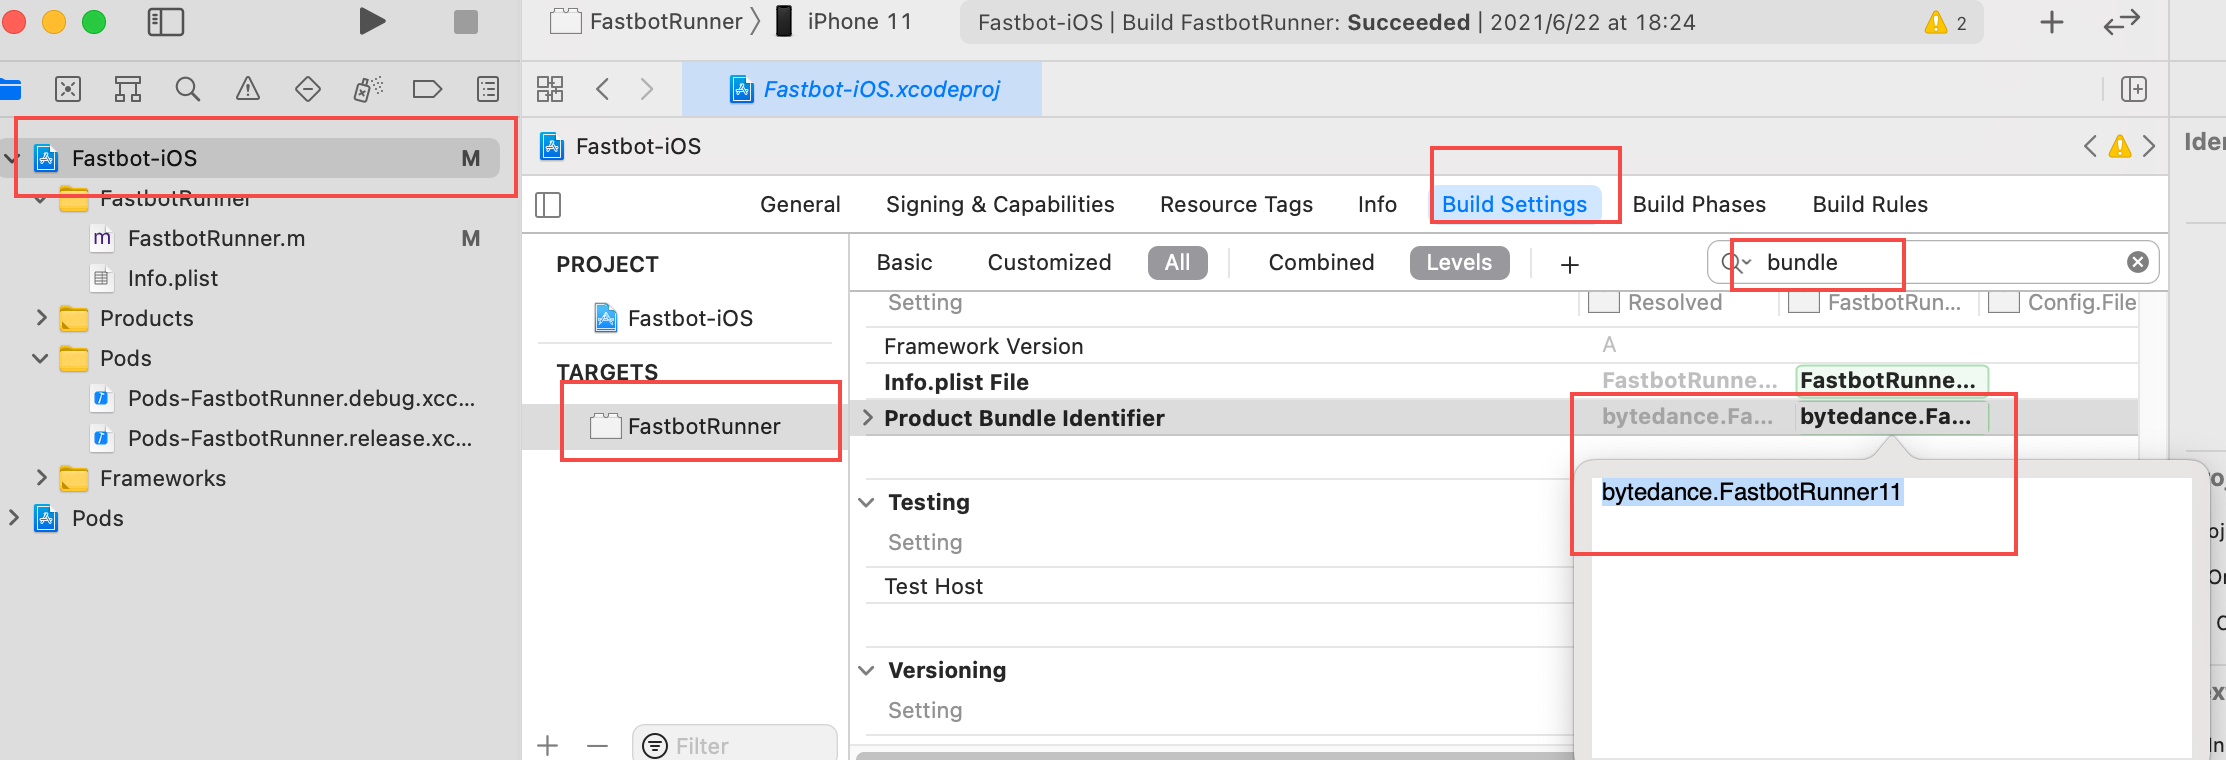 FastbotRunner
iPhone 11
Fastbot-iOS | Build FastbotRunner: Succeeded | 2021/6/22 at 18:24
2
Fastbot-iOS.xcodeproj
Fastbot-iOS M
FastbotRunner
FastbotRunner.m M
Info.plist
Products
Pods
Pods-FastbotRunner.debug.xcc...
Pods-FastbotRunner.release.xc...
Frameworks
Pods
Fastbot-iOS
General Signing & Capabilities Resource Tags Info Build Settings Build Phases Build Rules
PROJECT
Fastbot-iOS
TARGETS
FastbotRunner
Filter
Basic Customized All Combined Levels
bundle
Setting Resolved FastbotRun... Config.File
Framework Version A
Info.plist File FastbotRunne... FastbotRunne...
Product Bundle Identifier bytedance.Fa... bytedance.Fa...
bytedance.FastbotRunner11
Testing
Setting
Test Host
Versioning
Setting